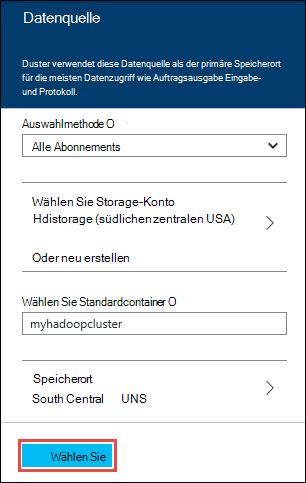 Datenquelle
Duster verwendet diese Datenquelle als der primäre Speicherort
für die meisten Datenzugriff wie Auftragsausgabe Eingabe-
und Protokoll.
Auswahlmethode O
Alle Abonnements
Wählen Sie Storage-Konto
Hdistorage (südlichen zentralen USA)
Oder neu erstellen
Wählen Sie Standardcontainer O
myhadoopcluster
Speicherort
South Central UNS
Wählen Sie